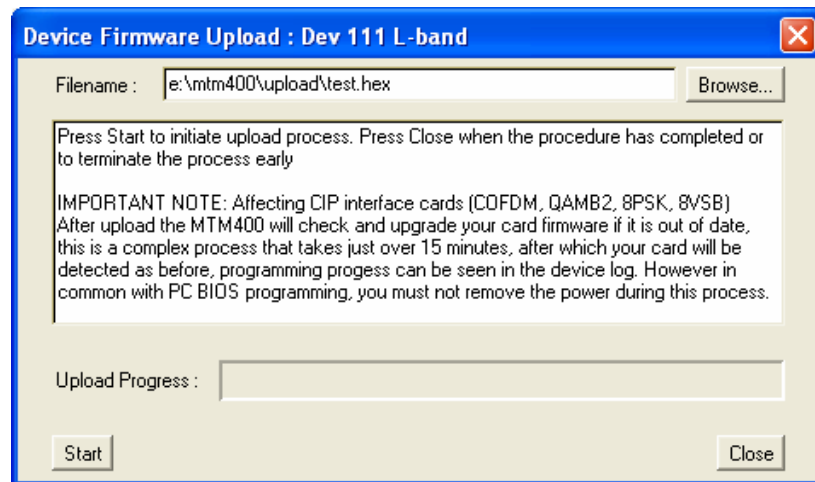 Device Firmware Upload : Dev 111 L-band
Filename : e:\mtm400\upload\test.hex Browse...
Press Start to initiate upload process. Press Close when the procedure has completed or
to terminate the process early
IMPORTANT NOTE: Affecting CIP interface cards (COFDM, QAMB2, 8PSK, 8VSB)
After upload the MTM400 will check and upgrade your card firmware if it is out of date,
this is a complex process that takes just over 15 minutes, after which your card will be
detected as before, programming progess can be seen in the device log. However in
common with PC BIOS programming, you must not remove the power during this process.
Upload Progress :
Start Close